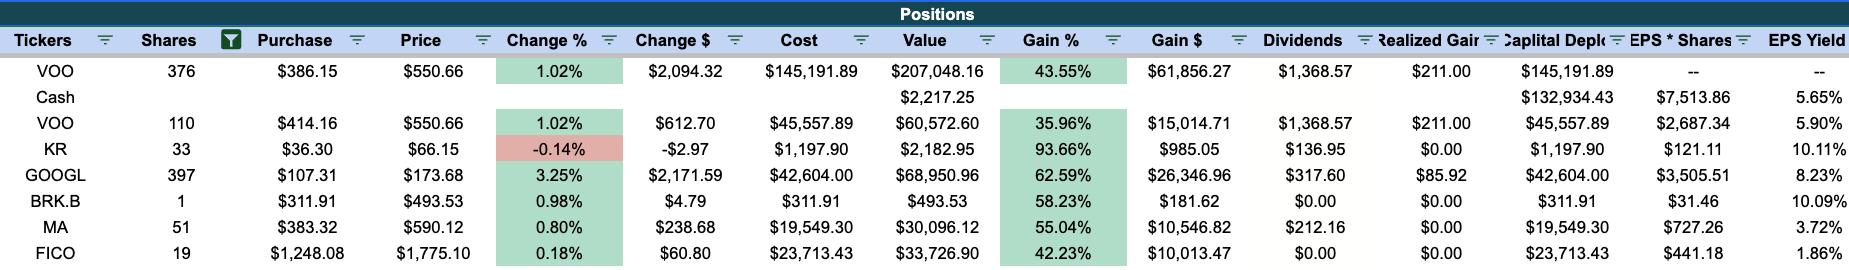 Positions
Tickers Shares Purchase Price Change % Change $ Cost Value Gain % Gain $ Dividends Realized Gain Capital Deplo EPS * Shares EPS Yield
VOO 376 $386.15 $550.66 1.02% $2,094.32 $145,191.89 $207,048.16 43.55% $61,856.27 $1,368.57 $211.00 $145,191.89 -- --
Cash $2,217.25 $132,934.43 $7,513.86 5.65%
VOO 110 $414.16 $550.66 1.02% $612.70 $45,557.89 $60,572.60 35.96% $15,014.71 $1,368.57 $211.00 $45,557.89 $2,687.34 5.90%
KR 33 $36.30 $66.15 -0.14% -$2.97 $1,197.90 $2,182.95 93.66% $985.05 $136.95 $0.00 $1,197.90 $121.11 10.11%
GOOGL 397 $107.31 $173.68 3.25% $2,171.59 $42,604.00 $68,950.96 62.59% $26,346.96 $317.60 $85.92 $42,604.00 $3,505.51 8.23%
BRK.B 1 $311.91 $493.53 0.98% $4.79 $311.91 $493.53 58.23% $181.62 $0.00 $0.00 $311.91 $31.46 10.09%
MA 51 $383.32 $590.12 0.80% $238.68 $19,549.30 $30,096.12 55.04% $10,546.82 $212.16 $0.00 $19,549.30 $727.26 3.72%
FICO 19 $1,248.08 $1,775.10 0.18% $60.80 $23,713.43 $33,726.90 42.23% $10,013.47 $0.00 $0.00 $23,713.43 $441.18 1.86%